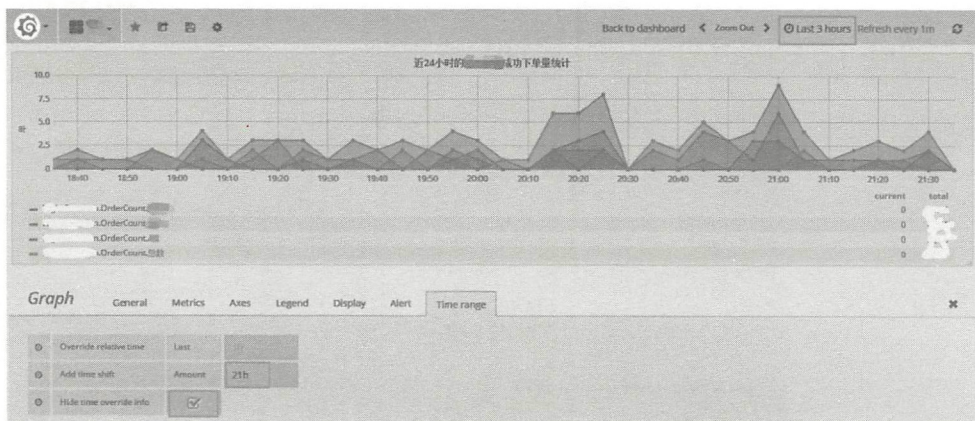 Back to dashboard Zoom Out Last 3 hours Refresh every 1m
近24小时的 成功下单量统计
10.0
7.5
5.0
2.5
0
18:40 18:50 19:00 19:10 19:20 19:30 19:40 19:50 20:00 20:10 20:20 20:30 20:40 20:50 21:00 21:10 21:20 21:30
current total
n.OrderCount. 0
n.OrderCount. 0
n.OrderCount. 0
n.OrderCount. 0
Graph General Metrics Axes Legend Display Alert Time range
Override relative time Last
Add time shift Amount 21h
Hide time override info